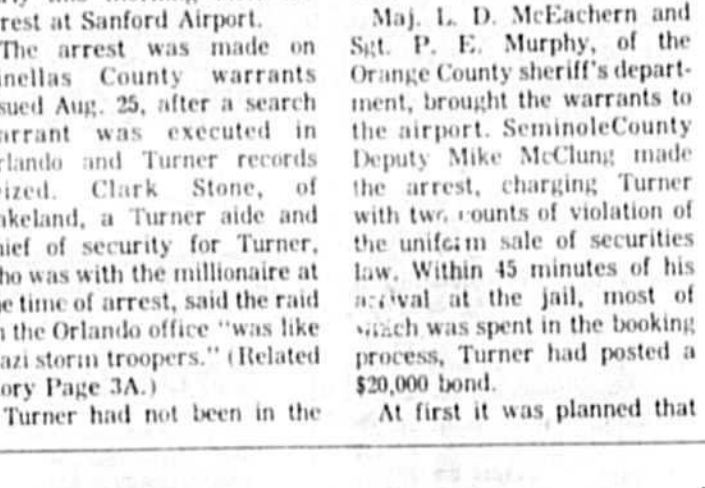 rest at Sanford Airport.
The arrest was made on
inellas County warrants
sued Aug. 25, after a search
arrant was executed in
rlando and Turner records
ized. Clark Stone, of
akeland, a Turner aide and
hief of security for Turner,
ho was with the millionaire at
e time of arrest, said the raid
n the Orlando office "was like
azi storm troopers." (Related
ory Page 3A.)
Turner had not been in the
Maj. L. D. McEachern and
Sgt. P. E. Murphy, of the
Orange County sheriff's depart-
ment, brought the warrants to
the airport. SeminoleCounty
Deputy Mike McClung made
the arrest, charging Turner
with two counts of violation of
the uniform sale of securities
law. Within 45 minutes of his
arrival at the jail, most of
which was spent in the booking
process, Turner had posted a
$20,000 bond.
At first it was planned that